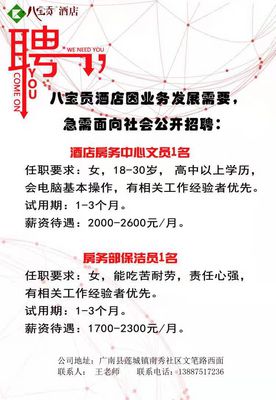 八宝贡 酒店
聘
WE NEED YOU
COME ON
YOU
八宝贡酒店因业务发展需要，
急需面向社会公开招聘：
酒店房务中心文员1名
任职要求：女，18-30岁，高中以上学历，
会电脑基本操作，有相关工作经验者优先。
试用期：1-3个月。
薪资待遇：2000-2600元/月。
房务部保洁员1名
任职要求：女，能吃苦耐劳，责任心强，
有相关工作经验者优先。
试用期：1-3个月。
薪资待遇：1700-2300元/月。
公司地址：广南县莲城镇南秀社区文笔路西面
联系人： 王老师 电话：13887517236